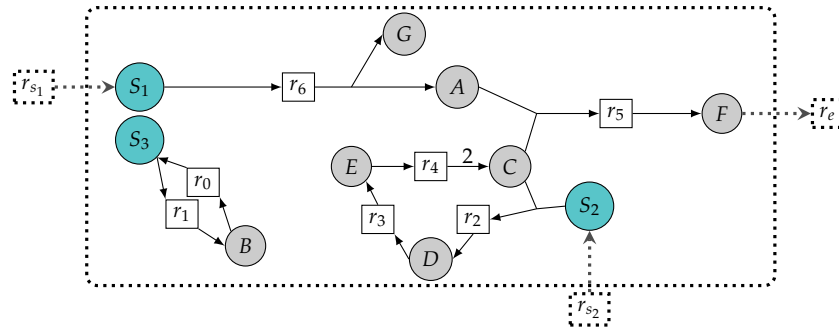 G
r_{s_1}
S_1
r_6
A
r_5
F
r_e
S_3
r_0
r_1
B
E
r_4
2
C
r_3
r_2
S_2
D
r_{s_2}